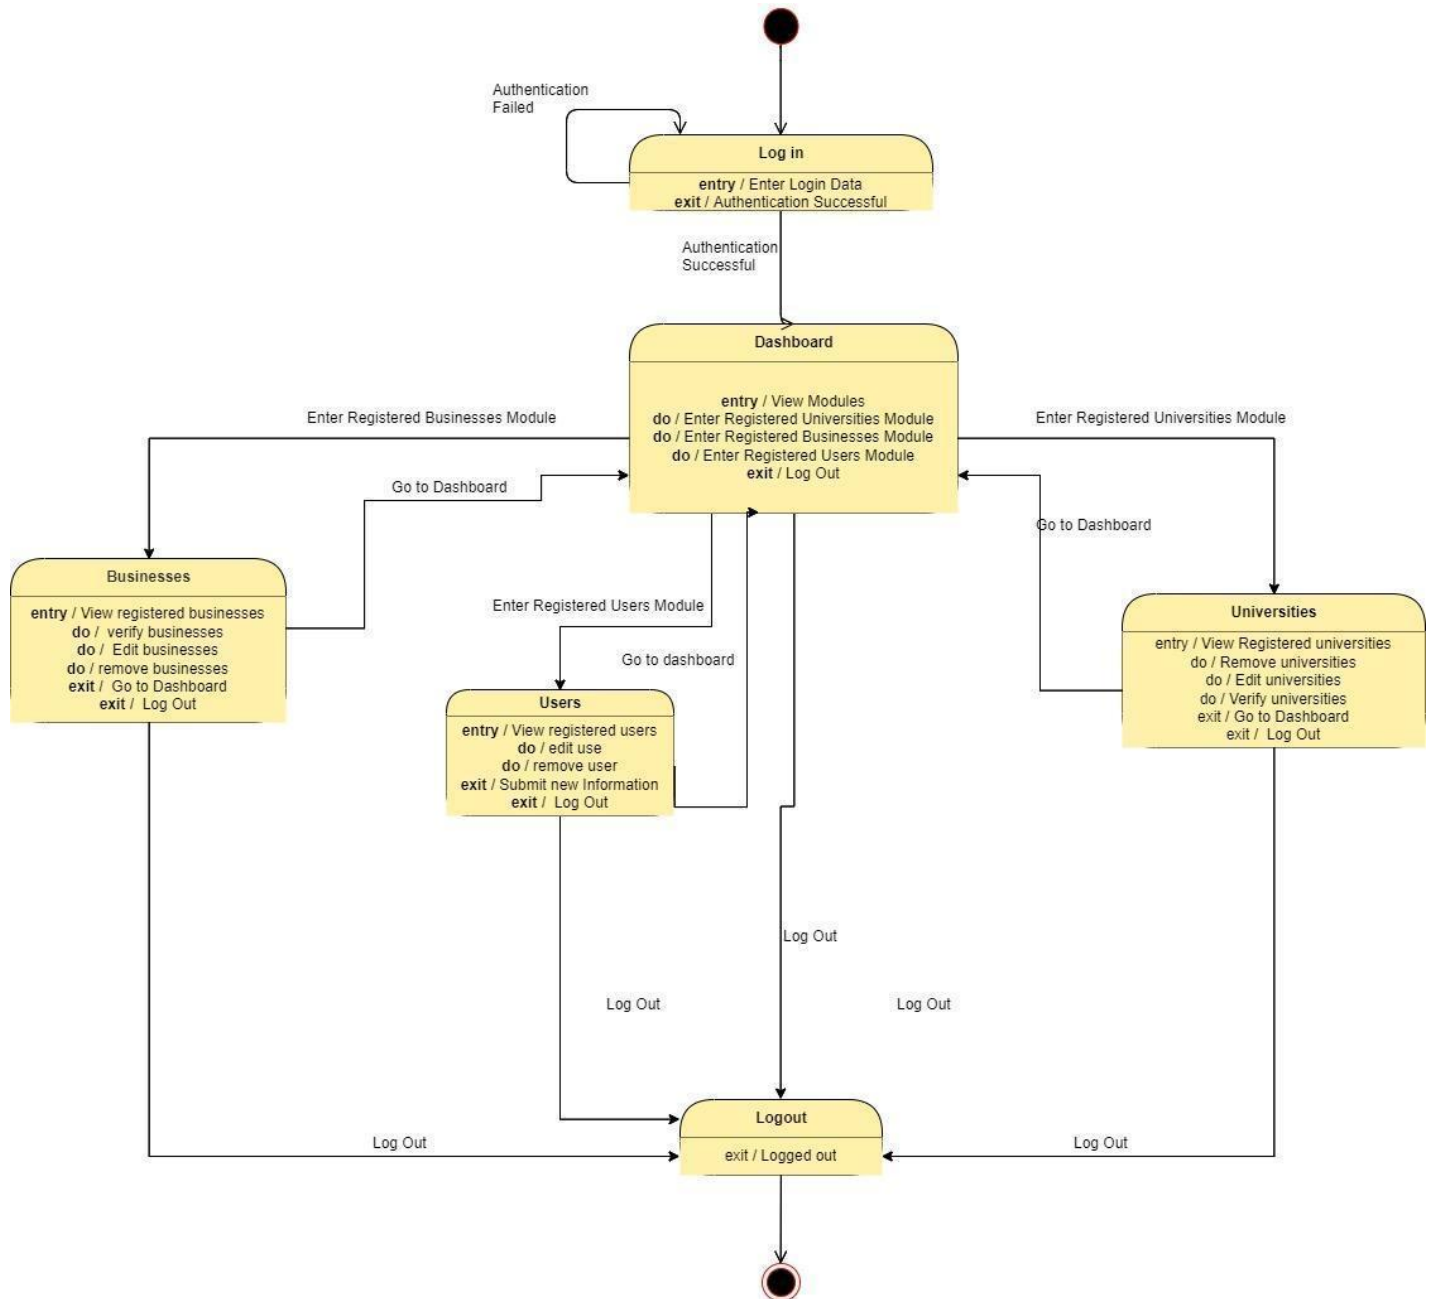 Authentication
Failed
Log in
entry / Enter Login Data
exit / Authentication Successful
Authentication
Successful
Dashboard
entry / View Modules
do / Enter Registered Universities Module
do / Enter Registered Businesses Module
do / Enter Registered Users Module
exit / Log Out
Enter Registered Businesses Module
Enter Registered Universities Module
Go to Dashboard
Go to Dashboard
Businesses
entry / View registered businesses
do / verify businesses
do / Edit businesses
do / remove businesses
exit / Go to Dashboard
exit / Log Out
Enter Registered Users Module
Go to dashboard
Universities
entry / View Registered universities
do / Remove universities
do / Edit universities
do / Verify universities
exit / Go to Dashboard
exit / Log Out
Users
entry / View registered users
do / edit use
do / remove user
exit / Submit new Information
exit / Log Out
Log Out
Log Out
Log Out
Log Out
Log Out
Logout
exit / Logged out